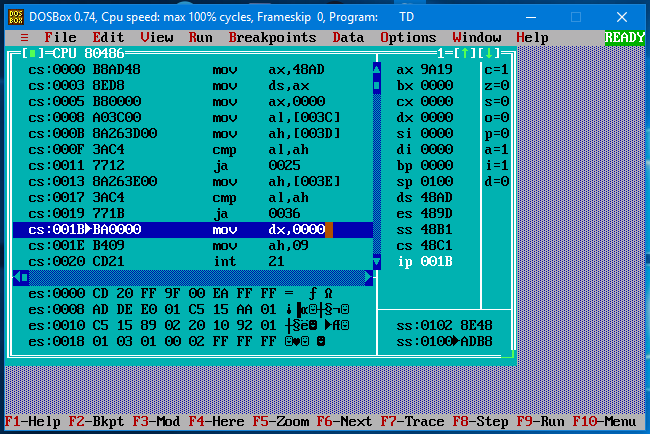 DOSBox 0.74, Cpu speed: max 100% cycles, Frameskip 0, Program: TD
≡ File Edit View Run Breakpoints Data Options Window Help READY
[■]=CPU 80486 1=[↑][↓]
cs:0000 B8AD48 mov ax,48AD ax 9A19 c=1
cs:0003 8ED8 mov ds,ax bx 0000 z=0
cs:0005 B80000 mov ax,0000 cx 0000 s=0
cs:0008 A03C00 mov al,[003C] dx 0000 o=0
cs:000B 8A263D00 mov ah,[003D] si 0000 p=0
cs:000F 3AC4 cmp al,ah di 0000 a=1
cs:0011 7712 ja 0025 bp 0000 i=1
cs:0013 8A263E00 mov ah,[003E] sp 0100 d=0
cs:0017 3AC4 cmp al,ah ds 48AD
cs:0019 771B ja 0036 es 489D
cs:001B►BA0000 mov dx,0000 ss 48B1
cs:001E B409 mov ah,09 cs 48C1
cs:0020 CD21 int 21 ip 001B
es:0000 CD 20 FF 9F 00 EA FF FF = ƒ Ω
es:0008 AD DE E0 01 C5 15 AA 01
es:0010 C5 15 89 02 20 10 92 01 ss:0102 8E48
es:0018 01 03 01 00 02 FF FF FF ss:0100►ADB8
F1-Help F2-Bkpt F3-Mod F4-Here F5-Zoom F6-Next F7-Trace F8-Step F9-Run F10-Menu